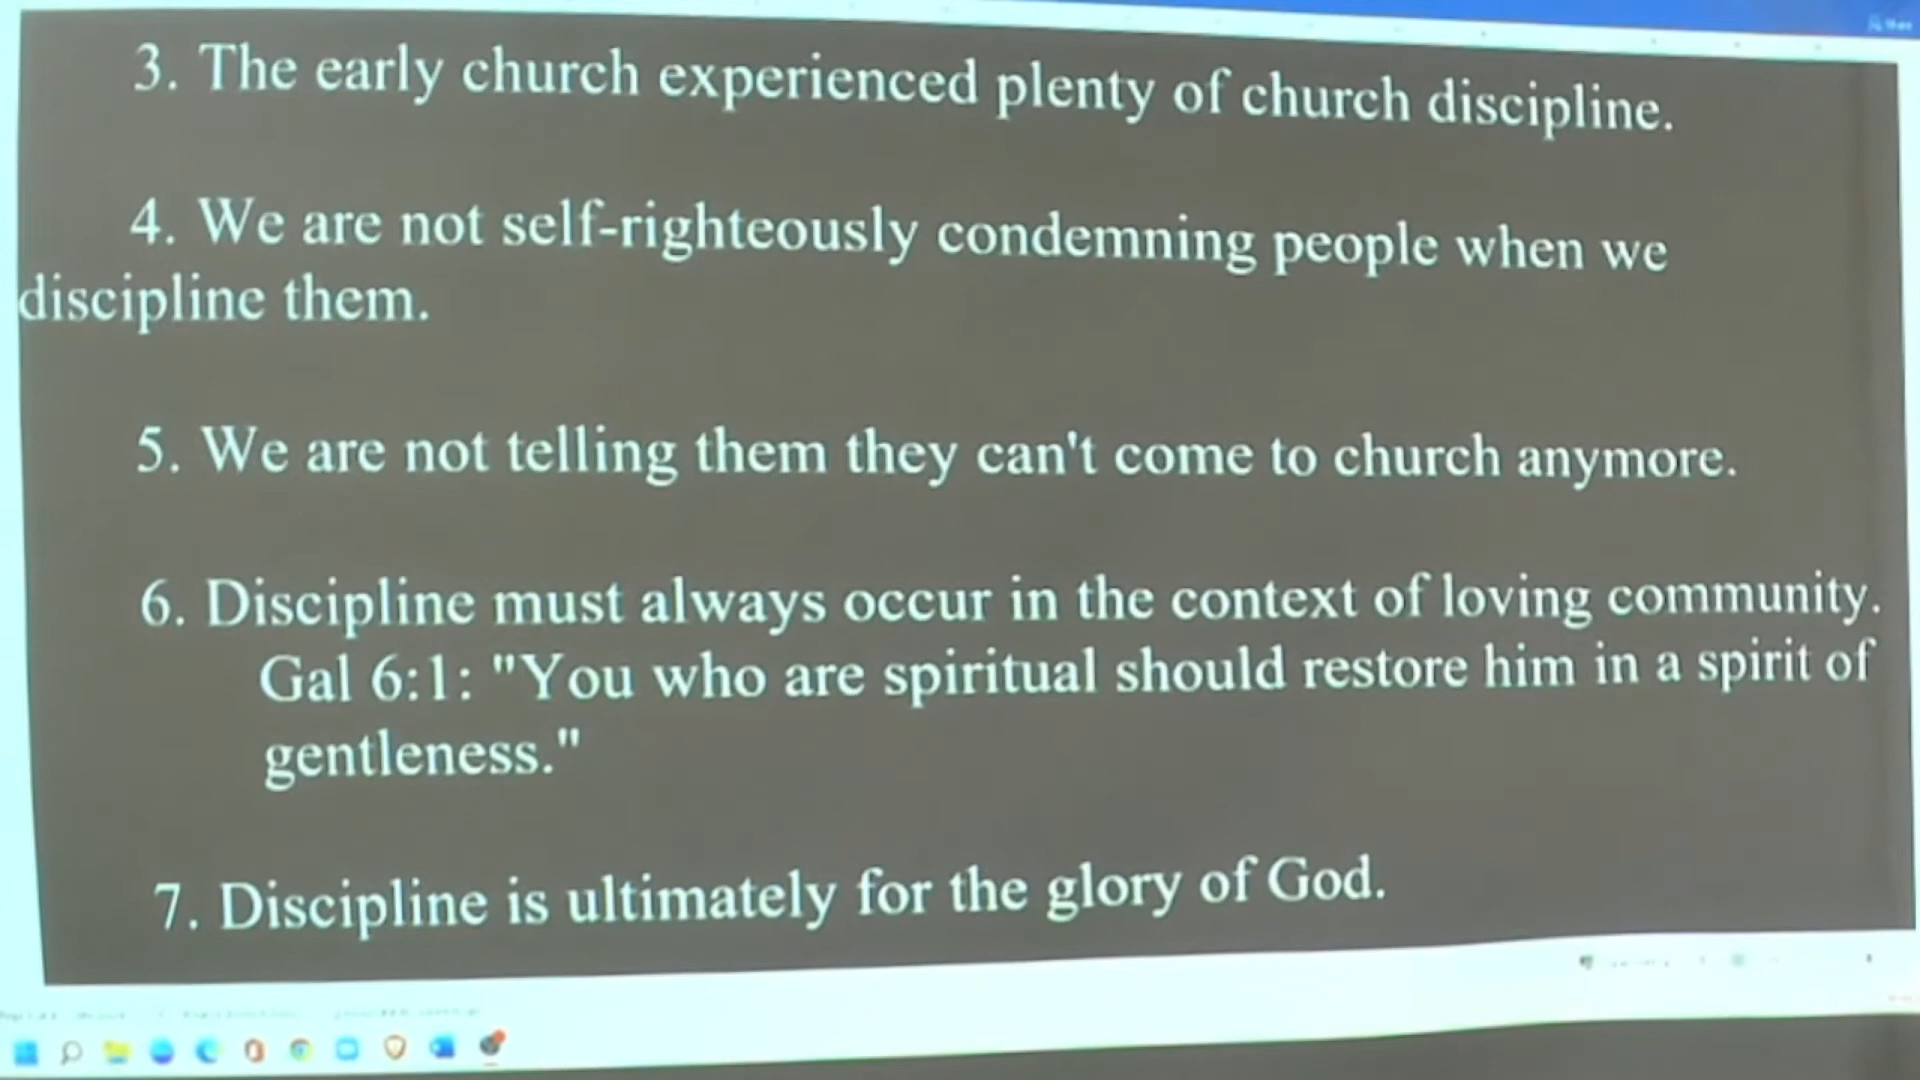 3. The early church experienced plenty of church discipline.
4. We are not self-righteously condemning people when we
discipline them.
5. We are not telling them they can't come to church anymore.
6. Discipline must always occur in the context of loving community.
Gal 6:1: "You who are spiritual should restore him in a spirit of
gentleness."
7. Discipline is ultimately for the glory of God.